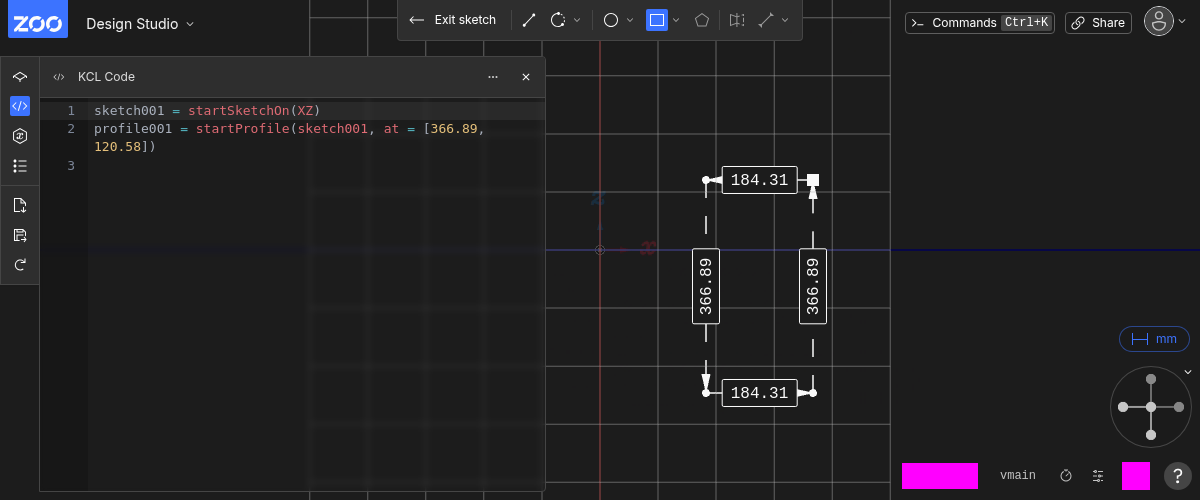 ZOO
Design Studio
Exit sketch
Commands Ctrl+K
Share
KCL Code
1 sketch001 = startSketchOn(XZ)
2 profile001 = startProfile(sketch001, at = [366.89,
120.58])
3
184.31
z
x
366.89
366.89
184.31
mm
vmain
?